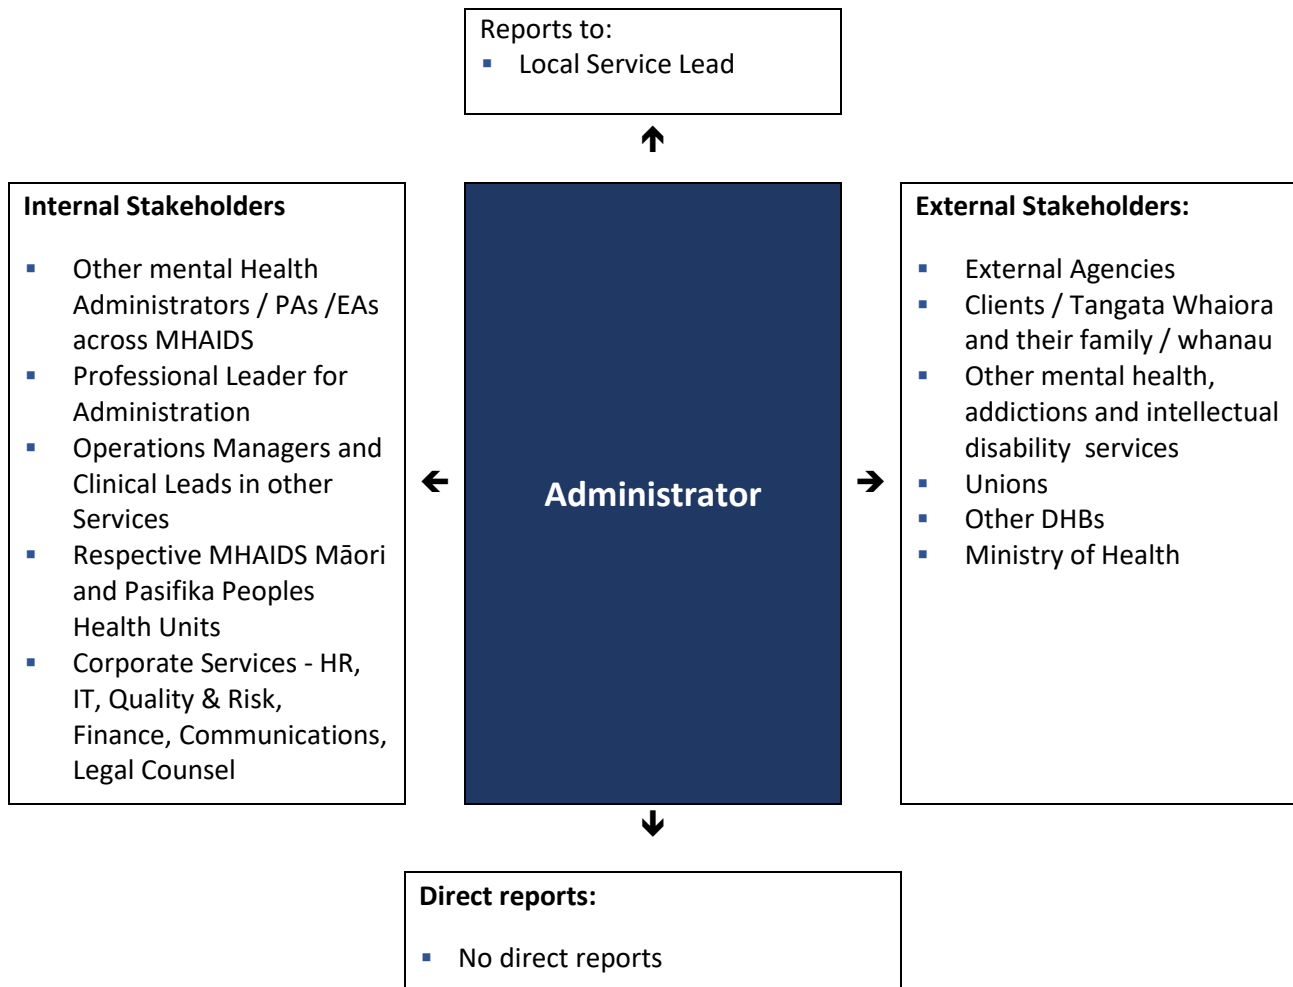 Reports to:
▪ Local Service Lead
Internal Stakeholders
▪ Other mental Health
Administrators / PAs /EAs
across MHAIDS
▪ Professional Leader for
Administration
▪ Operations Managers and
Clinical Leads in other
Services
▪ Respective MHAIDS Māori
and Pasifika Peoples
Health Units
▪ Corporate Services - HR,
IT, Quality & Risk,
Finance, Communications,
Legal Counsel
Administrator
External Stakeholders:
▪ External Agencies
▪ Clients / Tangata Whaiora
and their family / whanau
▪ Other mental health,
addictions and intellectual
disability  services
▪ Unions
▪ Other DHBs
▪ Ministry of Health
Direct reports:
▪ No direct reports